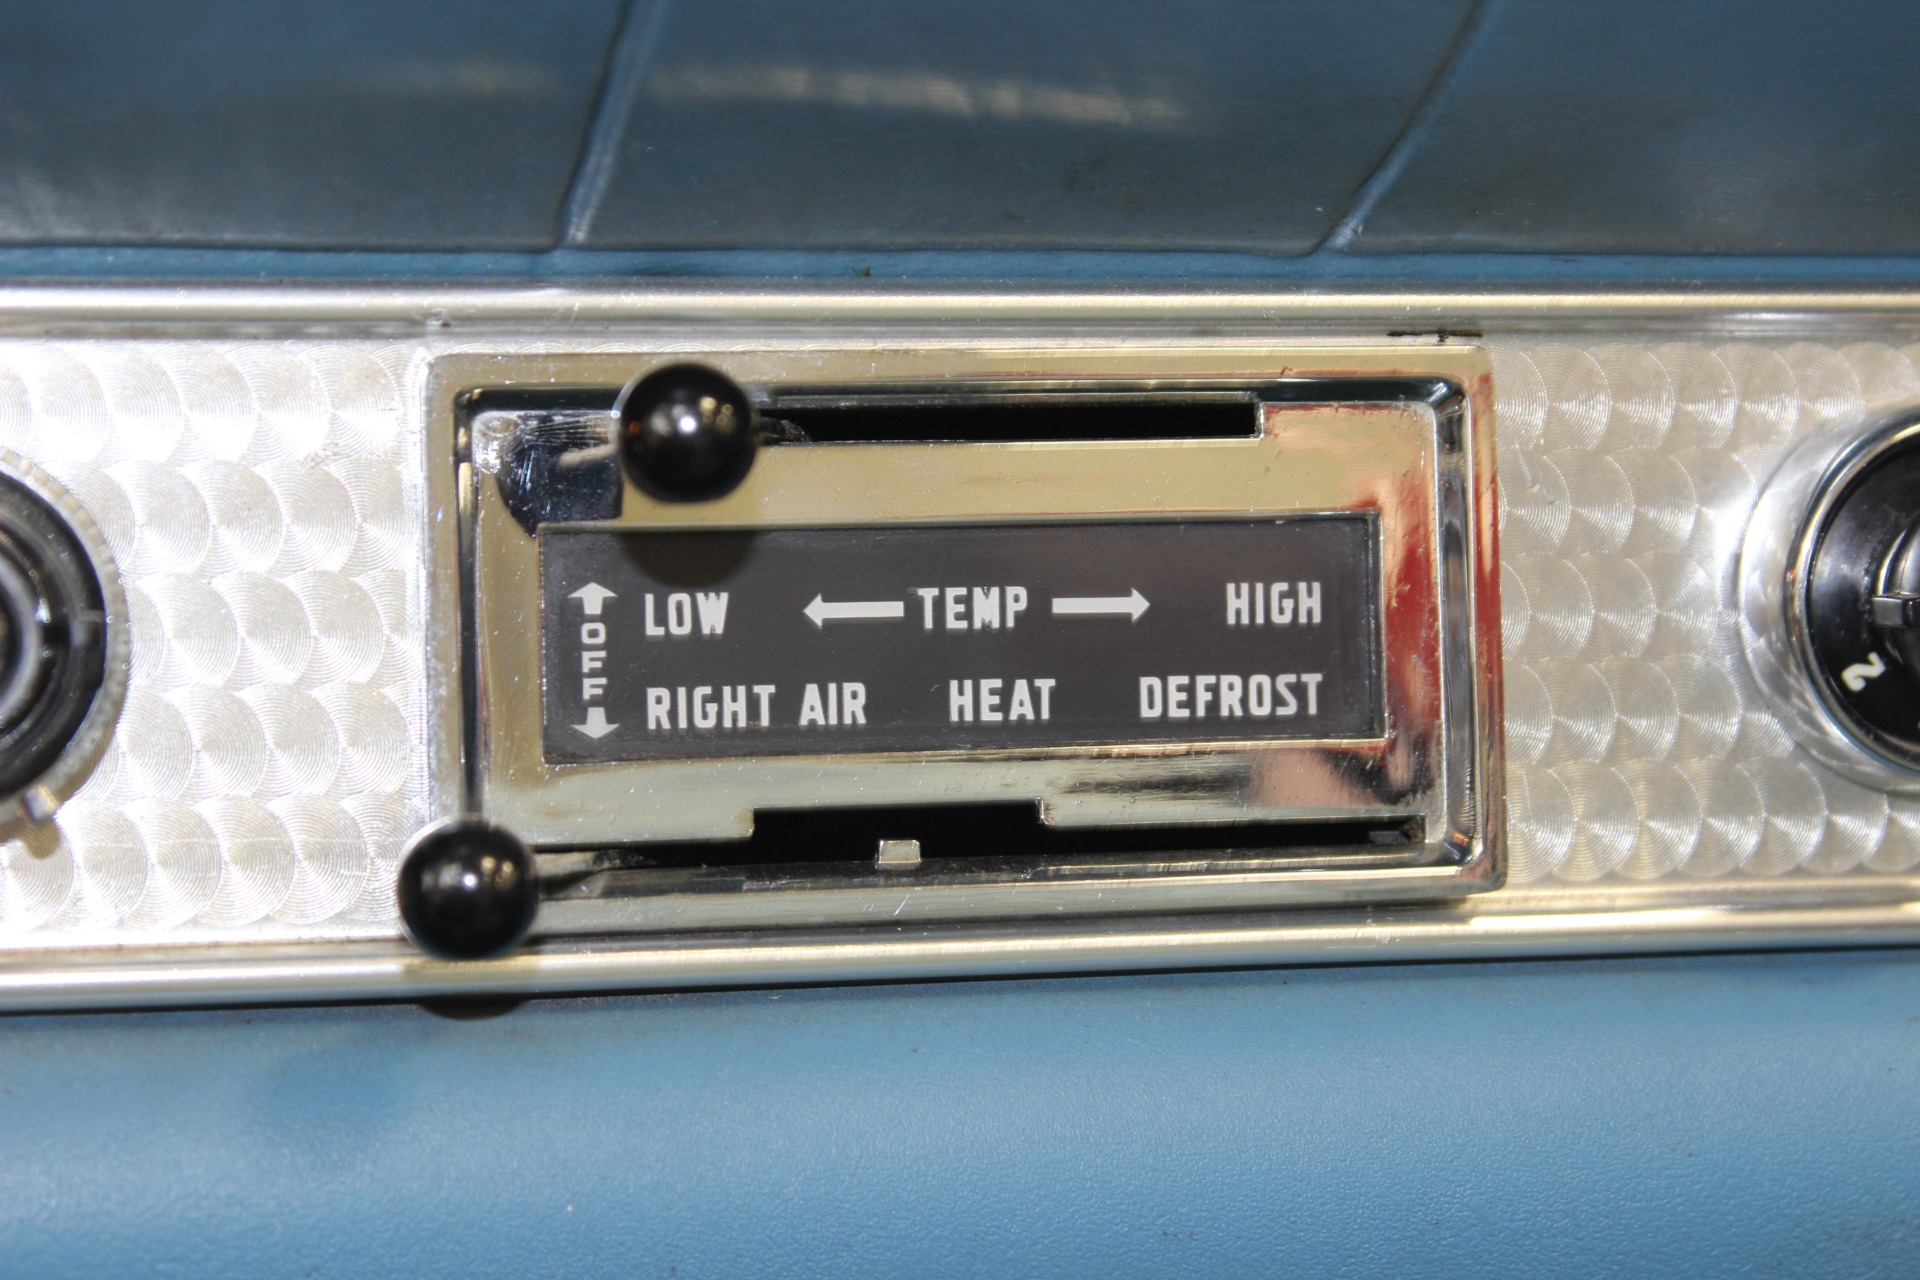 OFF
LOW TEMP HIGH
RIGHT AIR HEAT DEFROST
2